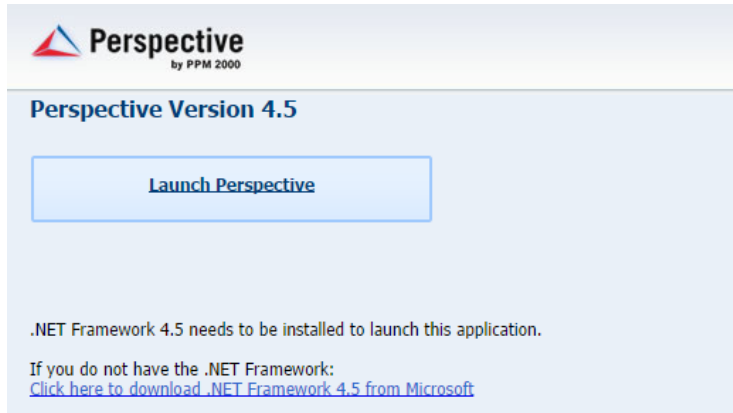 Perspective
by PPM 2000
Perspective Version 4.5
Launch Perspective
.NET Framework 4.5 needs to be installed to launch this application.
If you do not have the .NET Framework:
Click here to download .NET Framework 4.5 from Microsoft